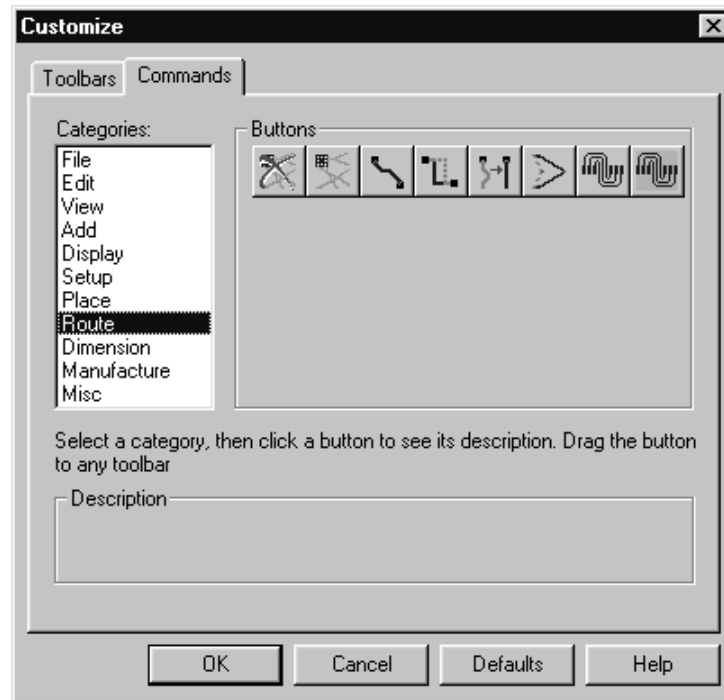 Customize
Toolbars Commands
Categories:
Buttons
File
Edit
View
Add
Display
Setup
Place
Route
Dimension
Manufacture
Misc
Select a category, then click a button to see its description. Drag the button
to any toolbar
Description
OK Cancel Defaults Help